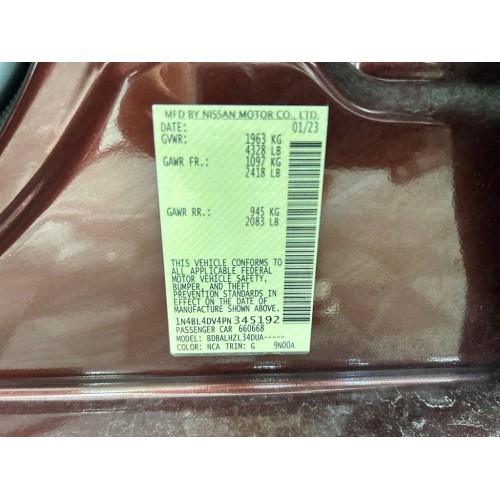 MFD BY NISSAN MOTOR CO., LTD.
DATE: 01/23
GVWR: 1963 KG
4328 LB
GAWR FR.: 1097 KG
2418 LB
GAWR RR.: 945 KG
2083 LB
THIS VEHICLE CONFORMS TO
ALL APPLICABLE FEDERAL
MOTOR VEHICLE SAFETY,
BUMPER, AND THEFT
PREVENTION STANDARDS IN
EFFECT ON THE DATE OF
MANUFACTURE SHOWN ABOVE.
1N4BL4DV4PN345192
PASSENGER CAR 660668
MODEL: BDBALHZL34DUA-----
COLOR: NCA TRIM: G 9N00A